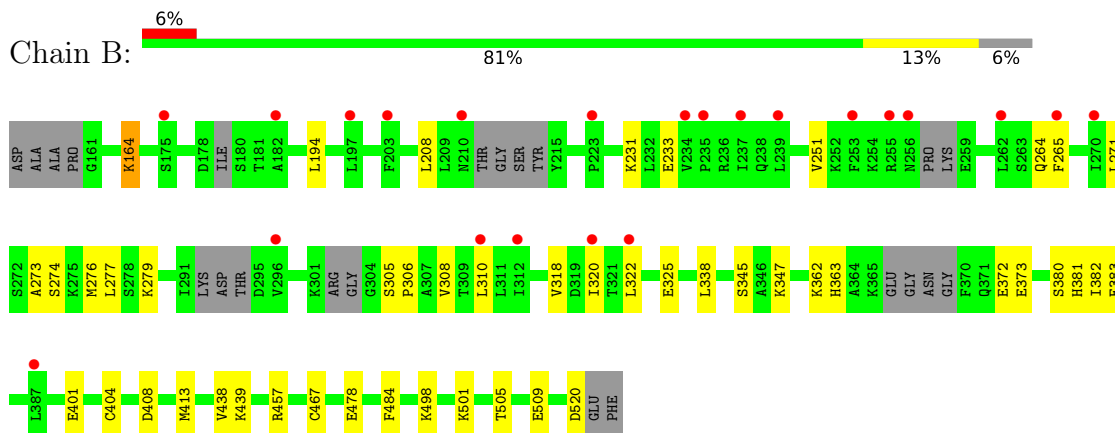 6%
Chain B:
81% 13% 6%
ASP ALA ALA PRO G161 K164 S175 D178 ILE S180 T181 A182 L194 L197 F203 L208 L209 N210 THR GLY SER TYR Y215 P223 K231 L232 E233 V234 P235 R236 I237 Q238 L239 V251 K252 F253 K254 R255 N256 PRO LYS E259 L262 S263 Q264 F265 I270 L271
S272 A273 S274 K275 M276 L277 S278 K279 I291 LYS ASP THR D295 V296 K301 ARG GLY G304 S305 P306 A307 V308 T309 L310 L311 I312 V318 D319 I320 T321 L322 E325 L338 S345 A346 K347 K362 H363 A364 K365 GLU GLY ASN GLY F370 Q371 E372 E373 S380 H381 I382
L387 E401 C404 D408 M413 V438 K439 R457 C467 E478 F484 K498 K501 T505 E509 D520 GLU PHE